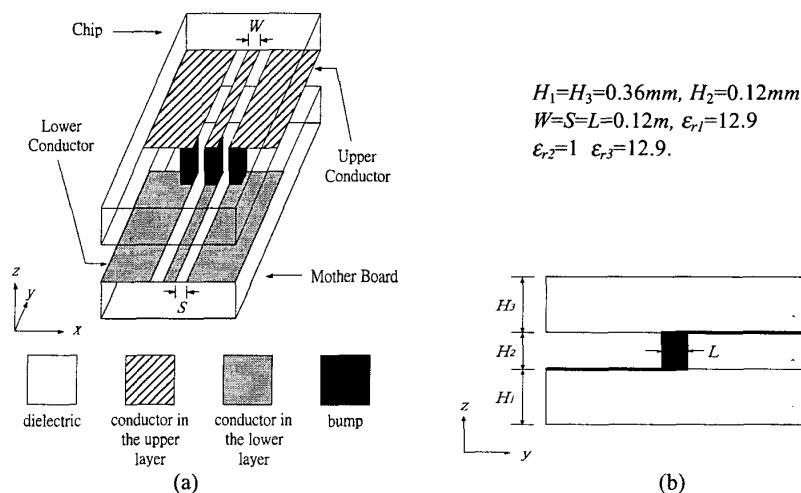 Chip
W
Lower
Conductor
Upper
Conductor
Mother Board
S
z
y
x
dielectric
conductor in
the upper
layer
conductor in
the lower
layer
bump
(a)
H1=H3=0.36mm, H2=0.12mm
W=S=L=0.12m, εr1=12.9
εr2=1 εr3=12.9.
H3
H2
L
H1
z
y
(b)